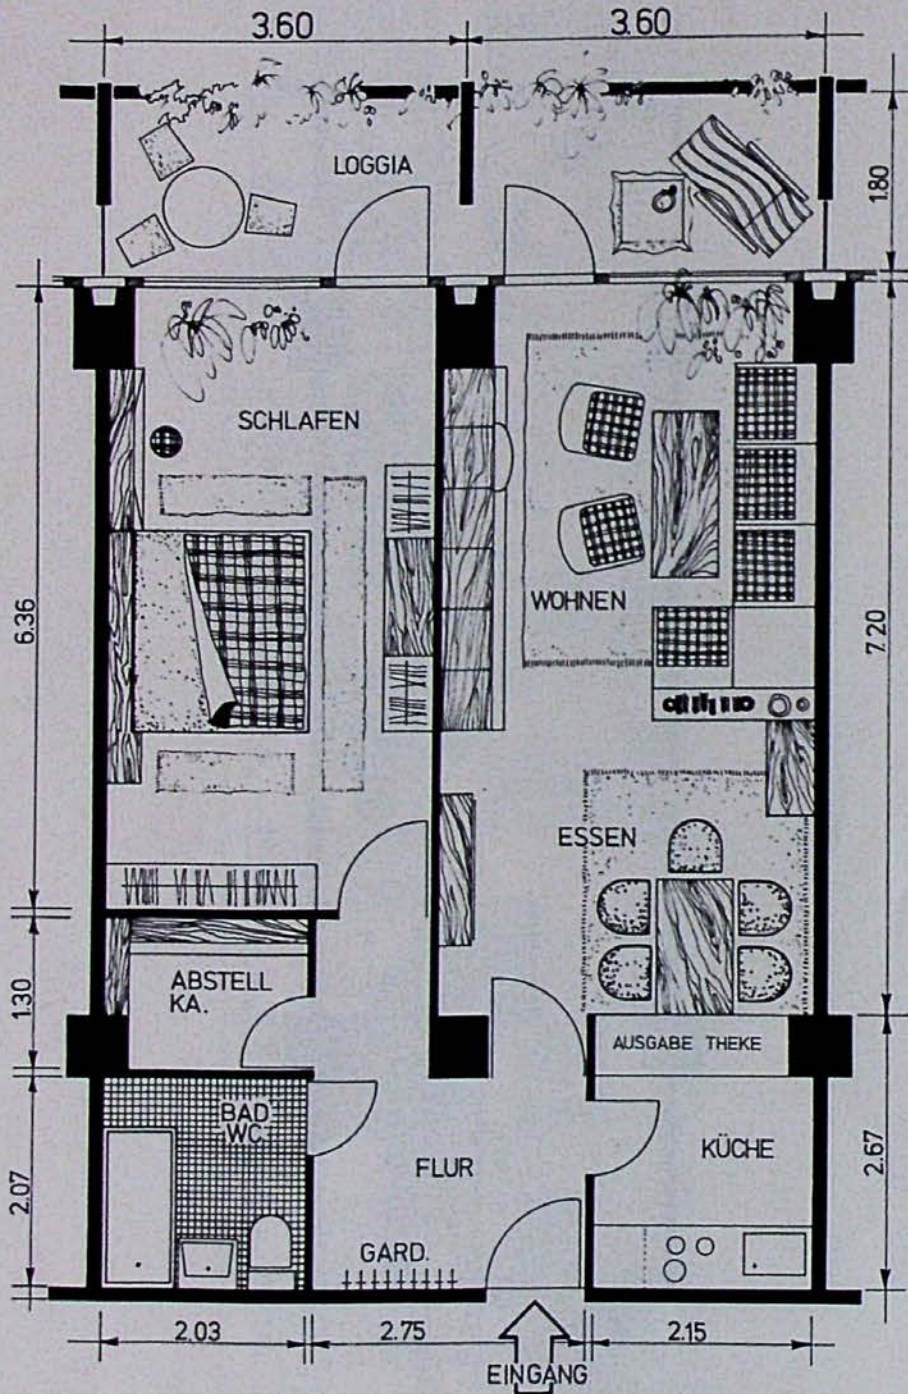 3.60
3.60
LOGGIA
1.80
SCHLAFEN
WOHNEN
6.36
7.20
ESSEN
ABSTELL
KA.
1.30
AUSGABE THEKE
BAD
WC.
KÜCHE
FLUR
2.07
2.67
GARD.
2.03
2.75
2.15
EINGANG